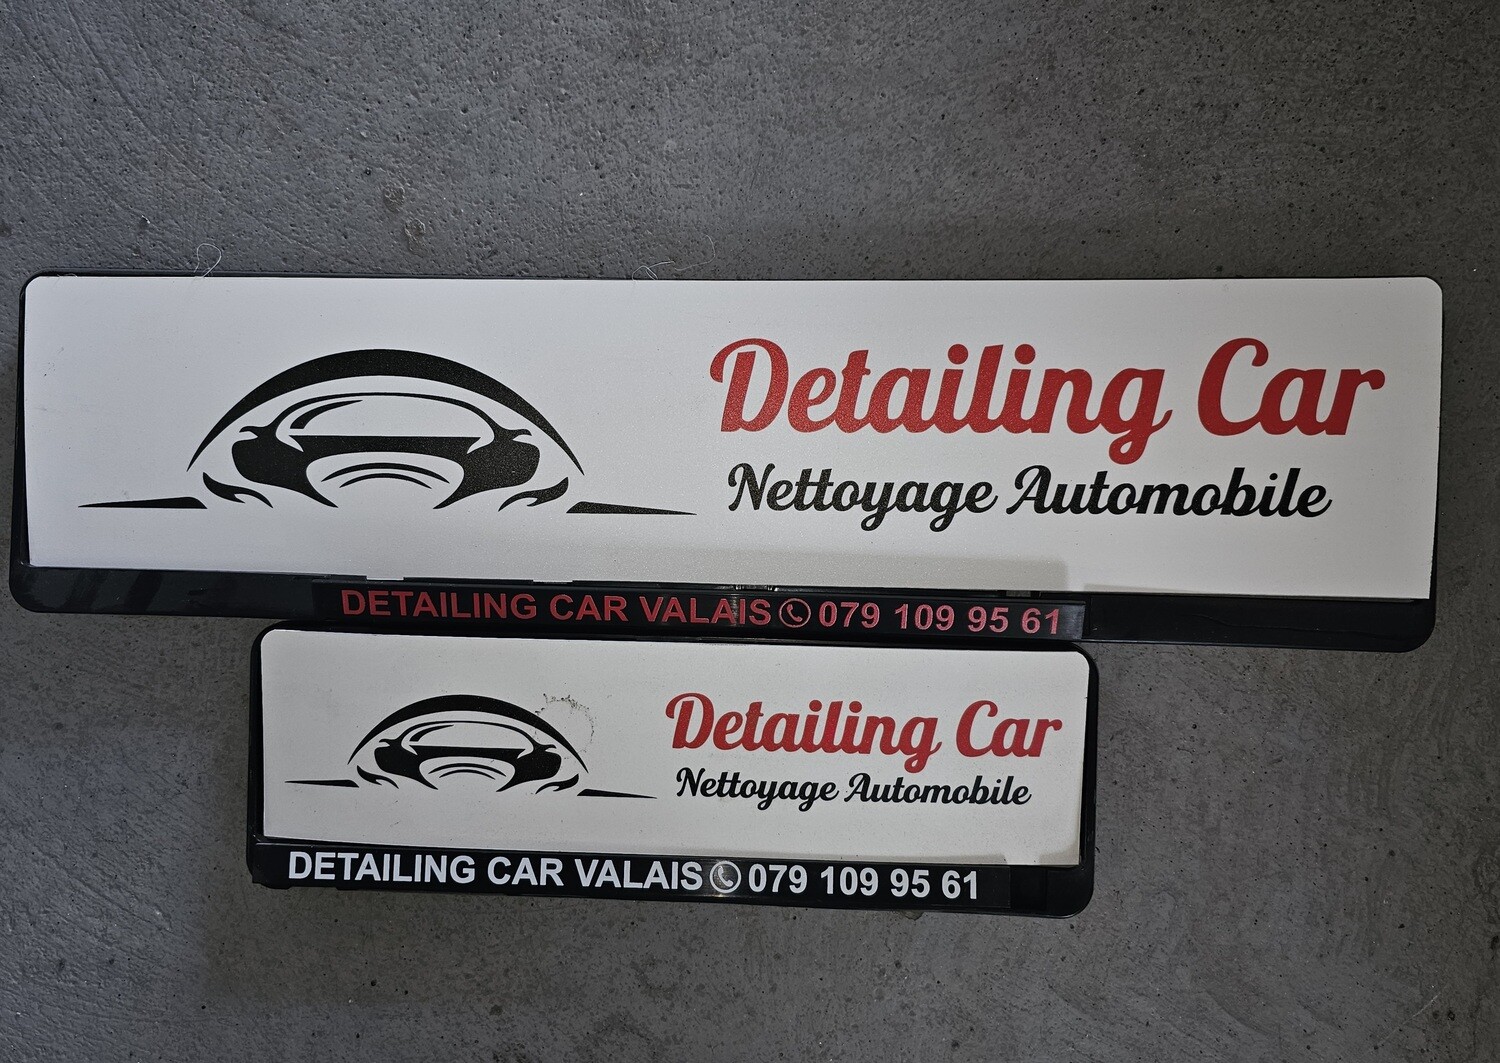 Detailing Car
Nettoyage Automobile
DETAILING CAR VALAIS 079 109 95 61
Detailing Car
Nettoyage Automobile
DETAILING CAR VALAIS 079 109 95 61